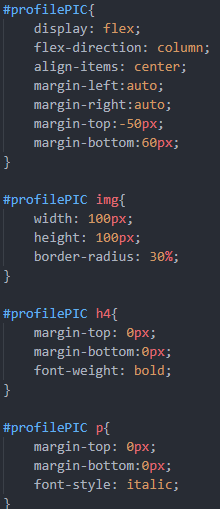 #profilePIC{
    display: flex;
    flex-direction: column;
    align-items: center;
    margin-left:auto;
    margin-right:auto;
    margin-top:-50px;
    margin-bottom:60px;
}

#profilePIC img{
    width: 100px;
    height: 100px;
    border-radius: 30%;
}

#profilePIC h4{
    margin-top: 0px;
    margin-bottom:0px;
    font-weight: bold;
}

#profilePIC p{
    margin-top: 0px;
    margin-bottom:0px;
    font-style: italic;
}